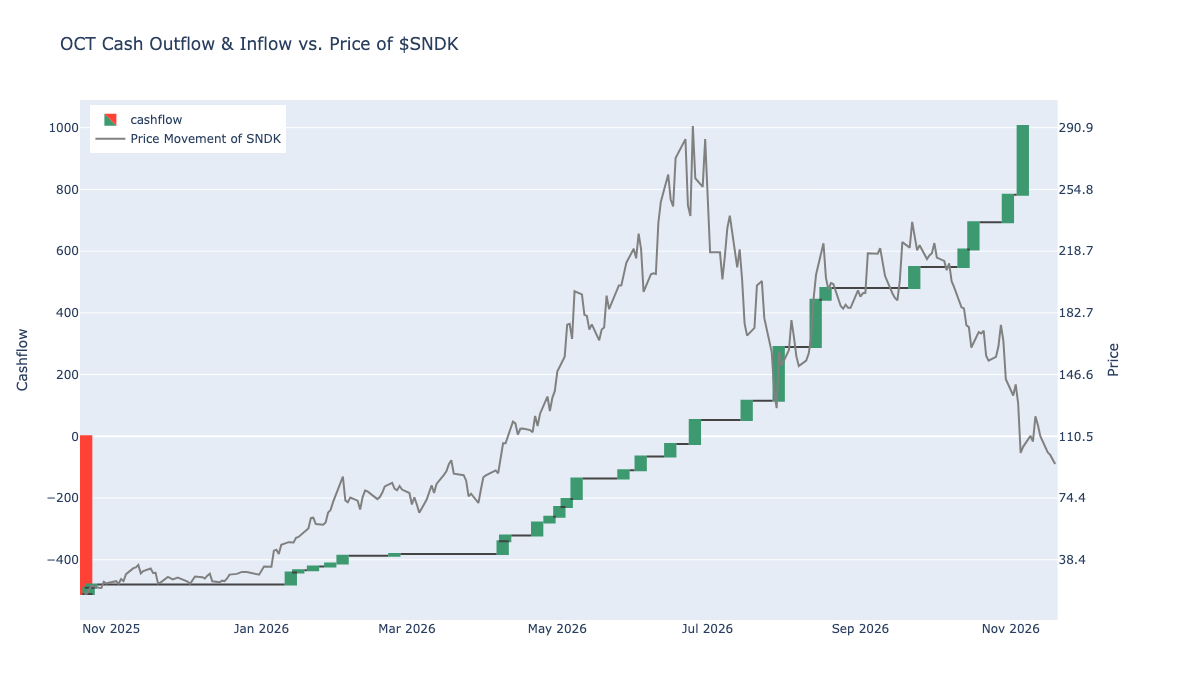 OCT Cash Outflow & Inflow vs. Price of $SNDK
cashflow
Price Movement of SNDK
1000
800
600
400
200
0
−200
−400
Cashflow
290.9
254.8
218.7
182.7
146.6
110.5
74.4
38.4
Price
Nov 2025
Jan 2026
Mar 2026
May 2026
Jul 2026
Sep 2026
Nov 2026